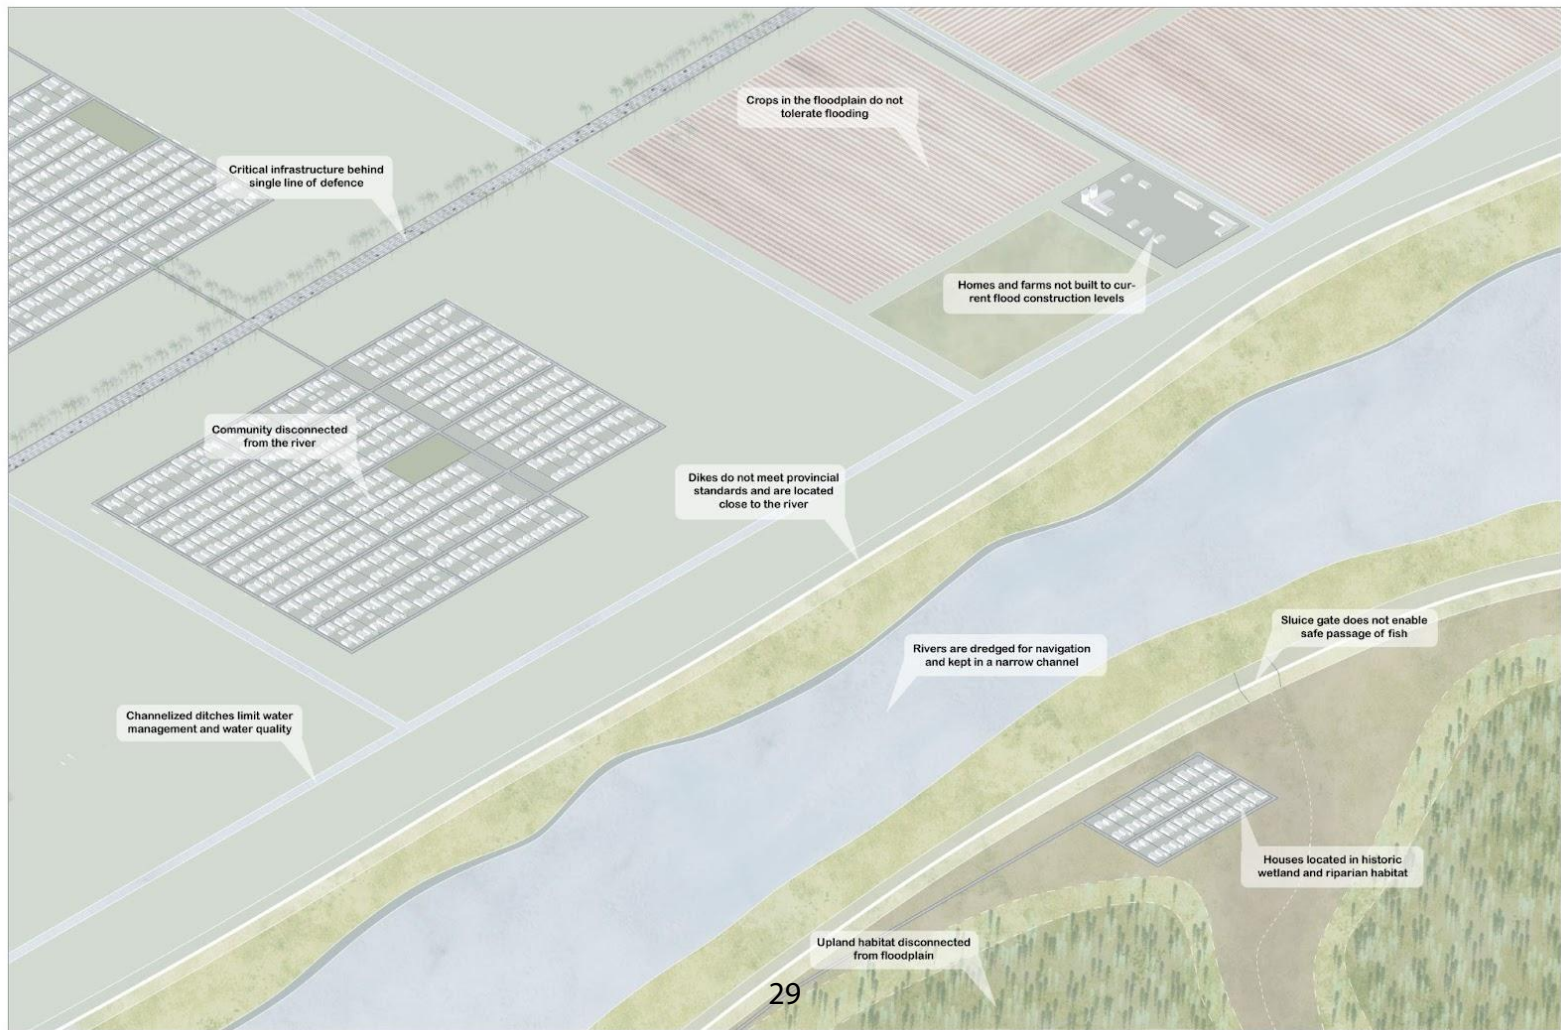 Crops in the floodplain do not
tolerate flooding
Critical infrastructure behind
single line of defence
Homes and farms not built to cur-
rent flood construction levels
Community disconnected
from the river
Dikes do not meet provincial
standards and are located
close to the river
Sluice gate does not enable
safe passage of fish
Rivers are dredged for navigation
and kept in a narrow channel
Channelized ditches limit water
management and water quality
Houses located in historic
wetland and riparian habitat
Upland habitat disconnected
from floodplain
29